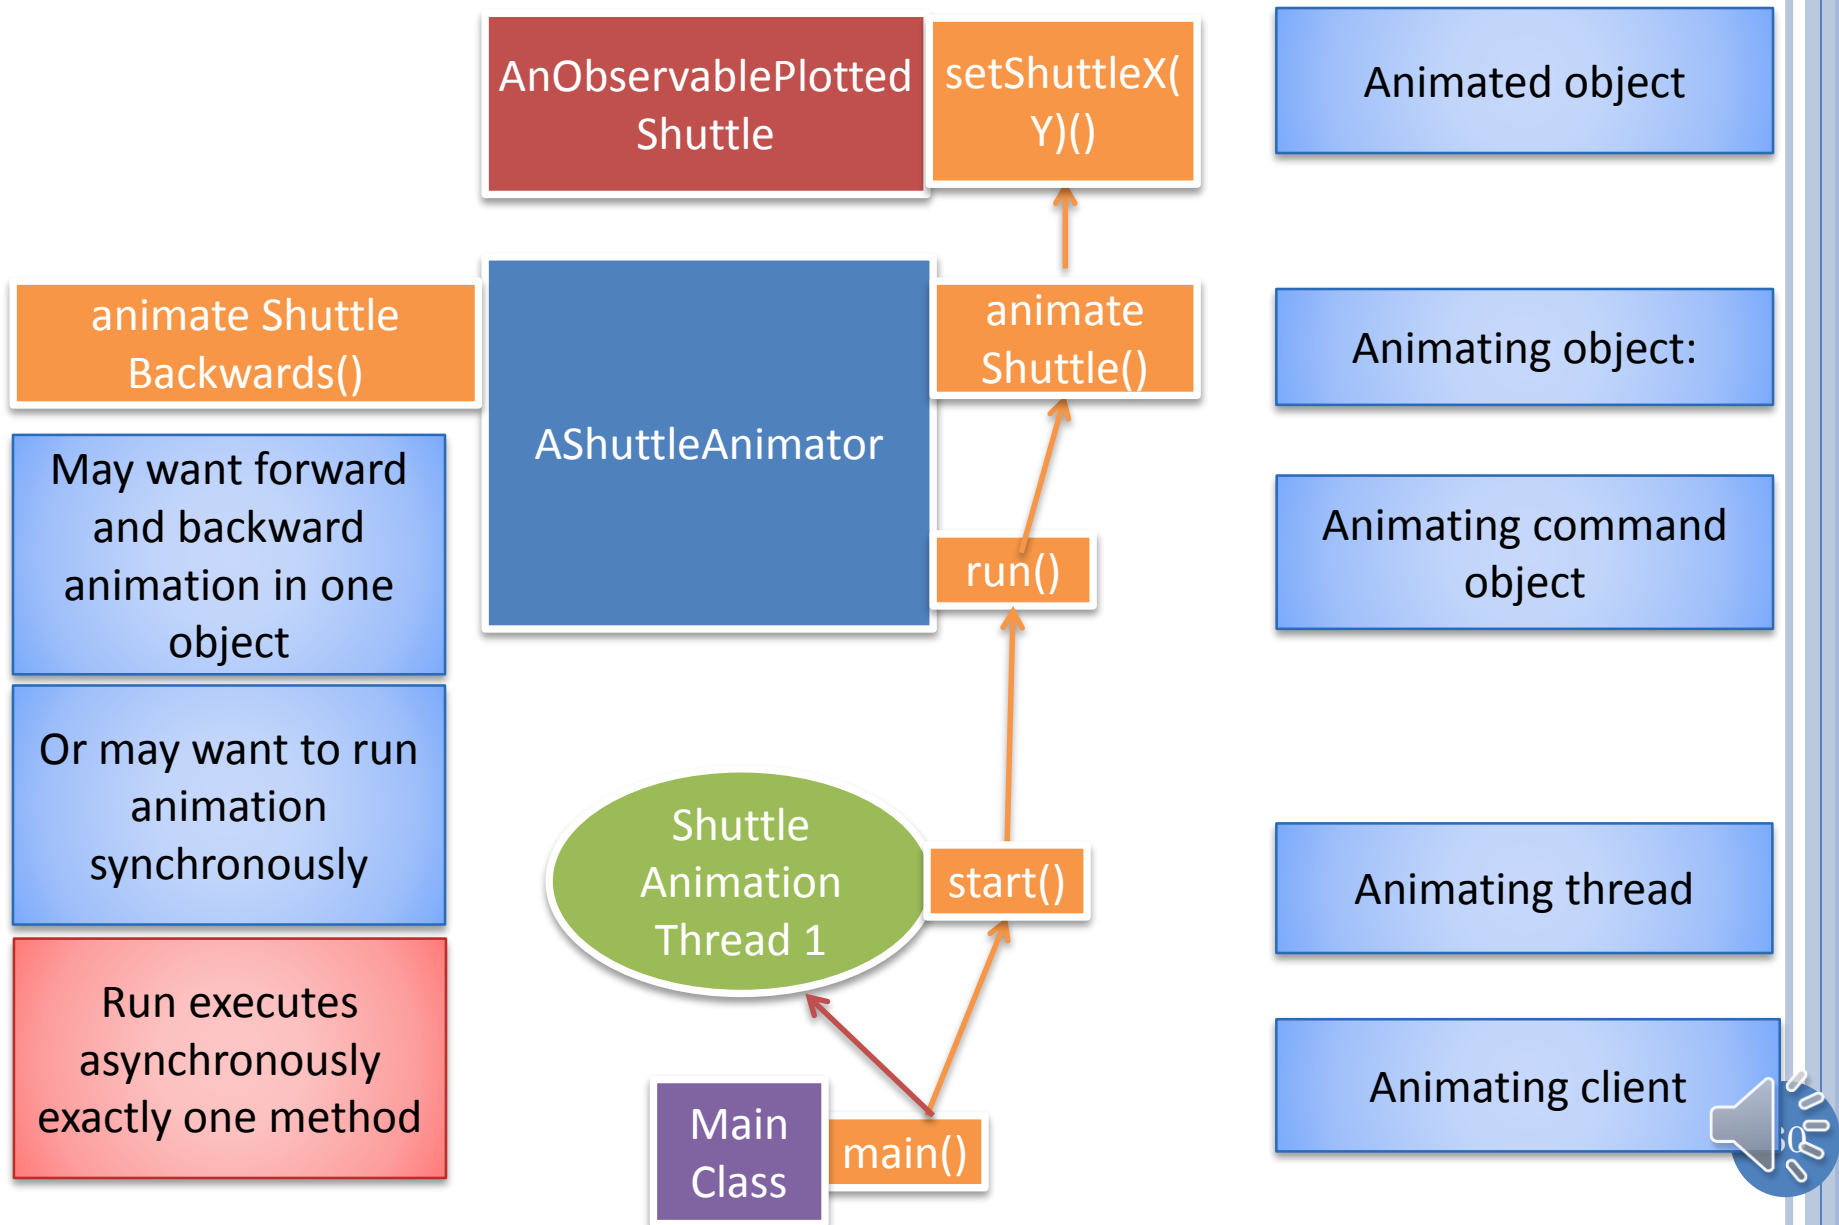 AnObservablePlotted
Shuttle
setShuttleX(
Y)()
Animated object
animate Shuttle
Backwards()
AShuttleAnimator
animate
Shuttle()
Animating object:
May want forward
and backward
animation in one
object
run()
Animating command
object
Or may want to run
animation
synchronously
Shuttle
Animation
Thread 1
start()
Animating thread
Run executes
asynchronously
exactly one method
Main
Class
main()
Animating client